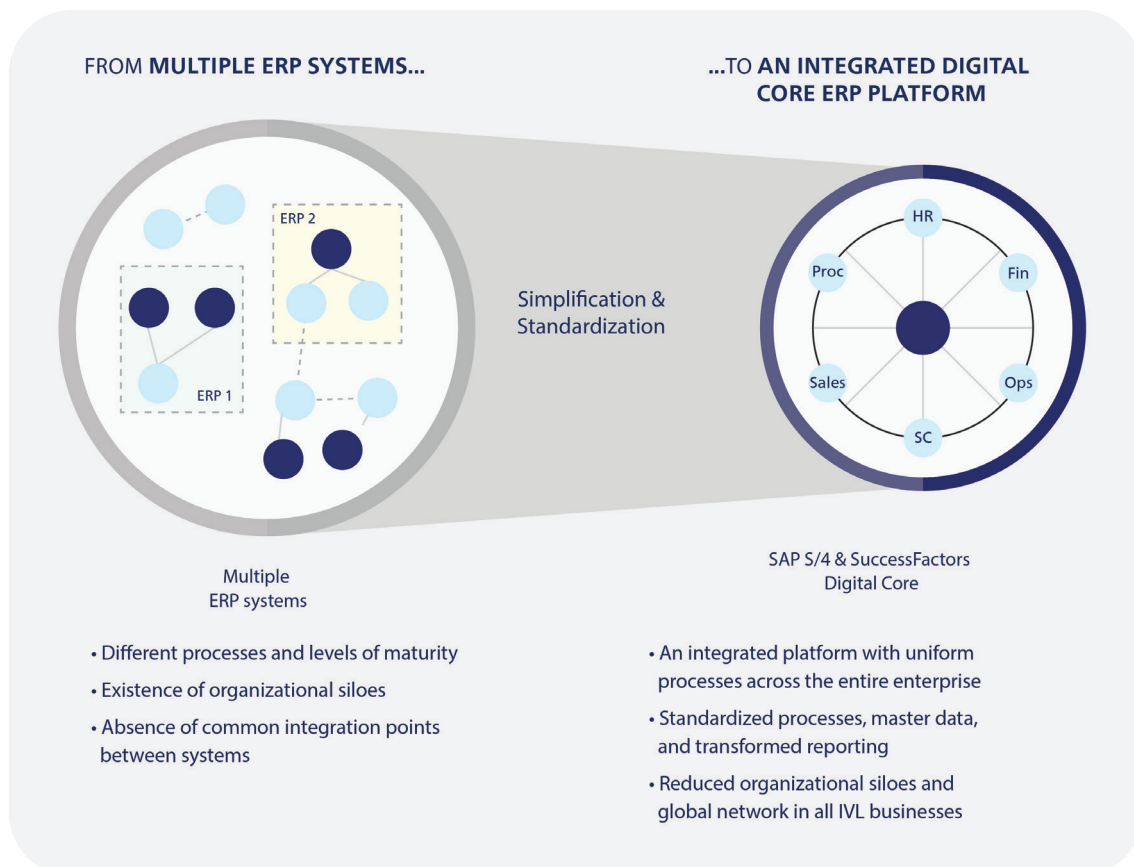 FROM MULTIPLE ERP SYSTEMS...
...TO AN INTEGRATED DIGITAL
CORE ERP PLATFORM
ERP 2
ERP 1
Simplification &
Standardization
HR
Proc
Fin
Sales
Ops
SC
Multiple
ERP systems
SAP S/4 & SuccessFactors
Digital Core
• Different processes and levels of maturity
• Existence of organizational siloes
• Absence of common integration points
between systems
• An integrated platform with uniform
processes across the entire enterprise
• Standardized processes, master data,
and transformed reporting
• Reduced organizational siloes and
global network in all IVL businesses